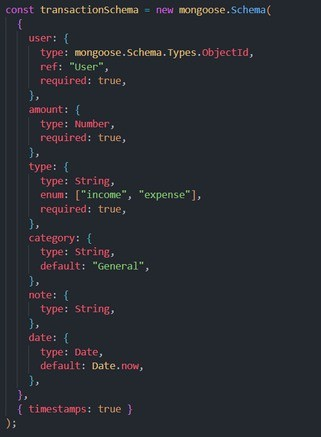 const transactionSchema = new mongoose.Schema(
  {
    user: {
      type: mongoose.Schema.Types.ObjectId,
      ref: "User",
      required: true,
    },
    amount: {
      type: Number,
      required: true,
    },
    type: {
      type: String,
      enum: ["income", "expense"],
      required: true,
    },
    category: {
      type: String,
      default: "General",
    },
    note: {
      type: String,
    },
    date: {
      type: Date,
      default: Date.now,
    },
  },
  { timestamps: true }
);